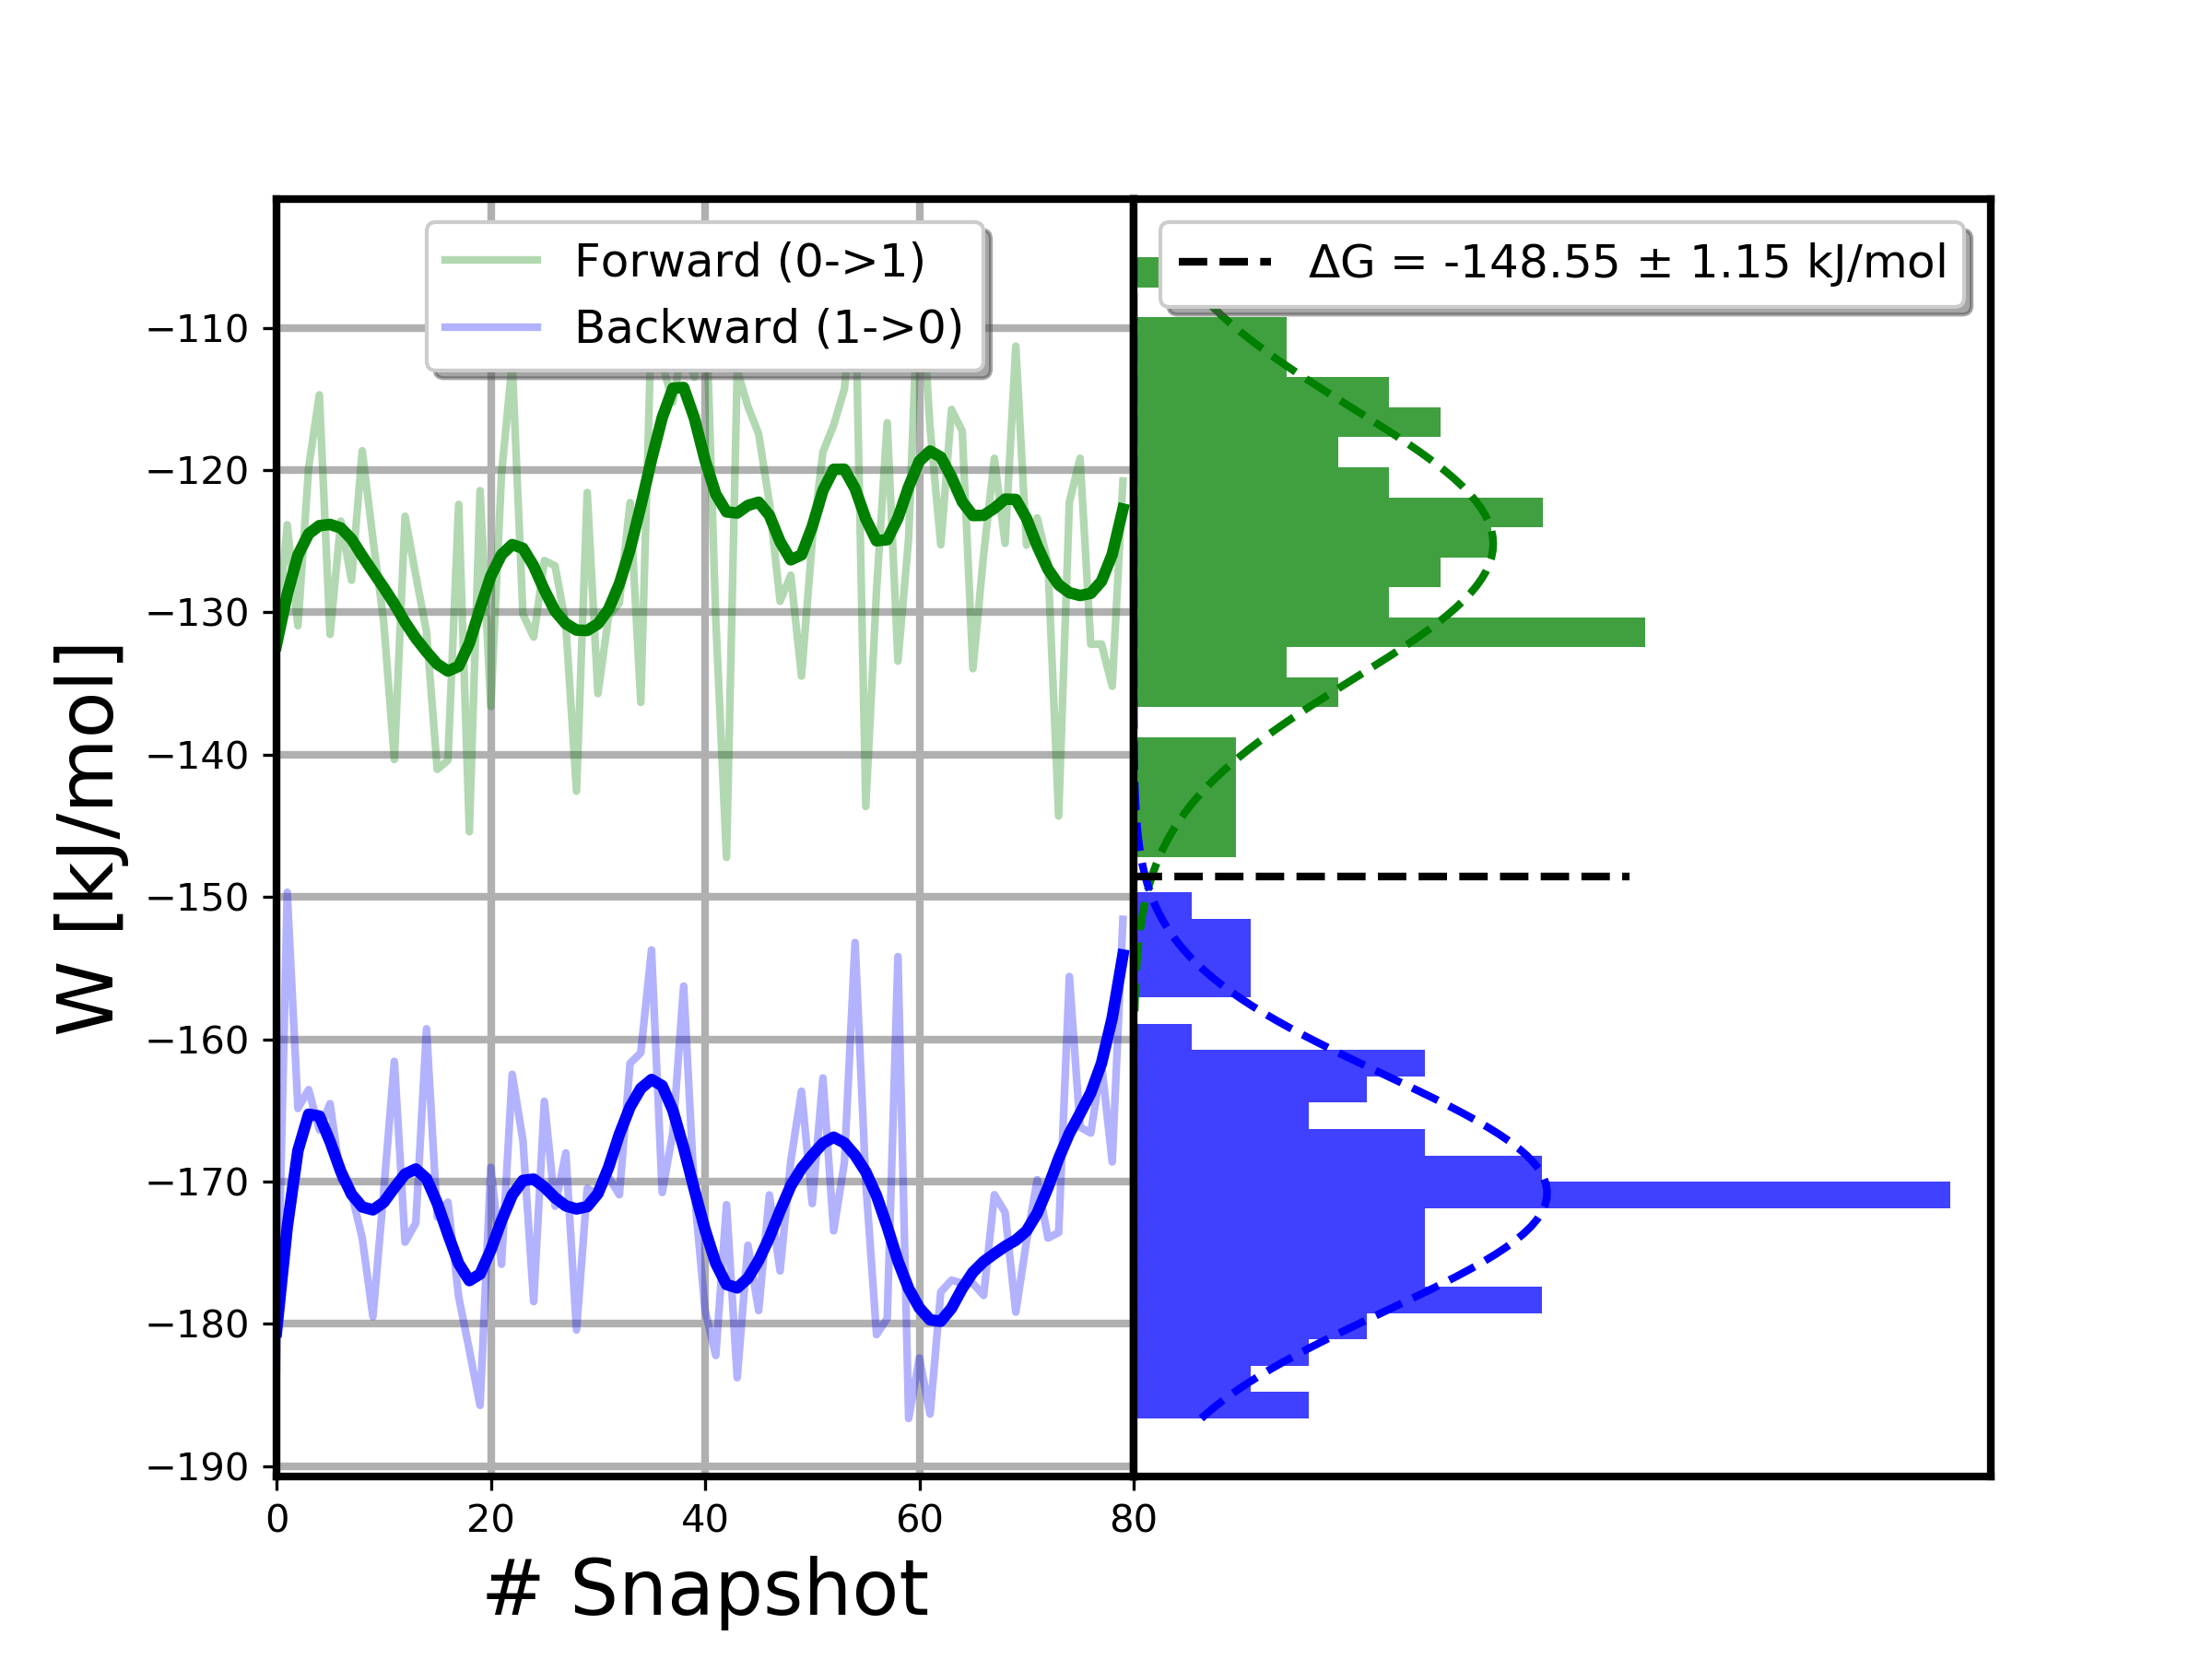 Forward (0->1)
Backward (1->0)
ΔG = -148.55 ± 1.15 kJ/mol
W [kJ/mol]
−110
−120
−130
−140
−150
−160
−170
−180
−190
0 20 40 60 80
# Snapshot